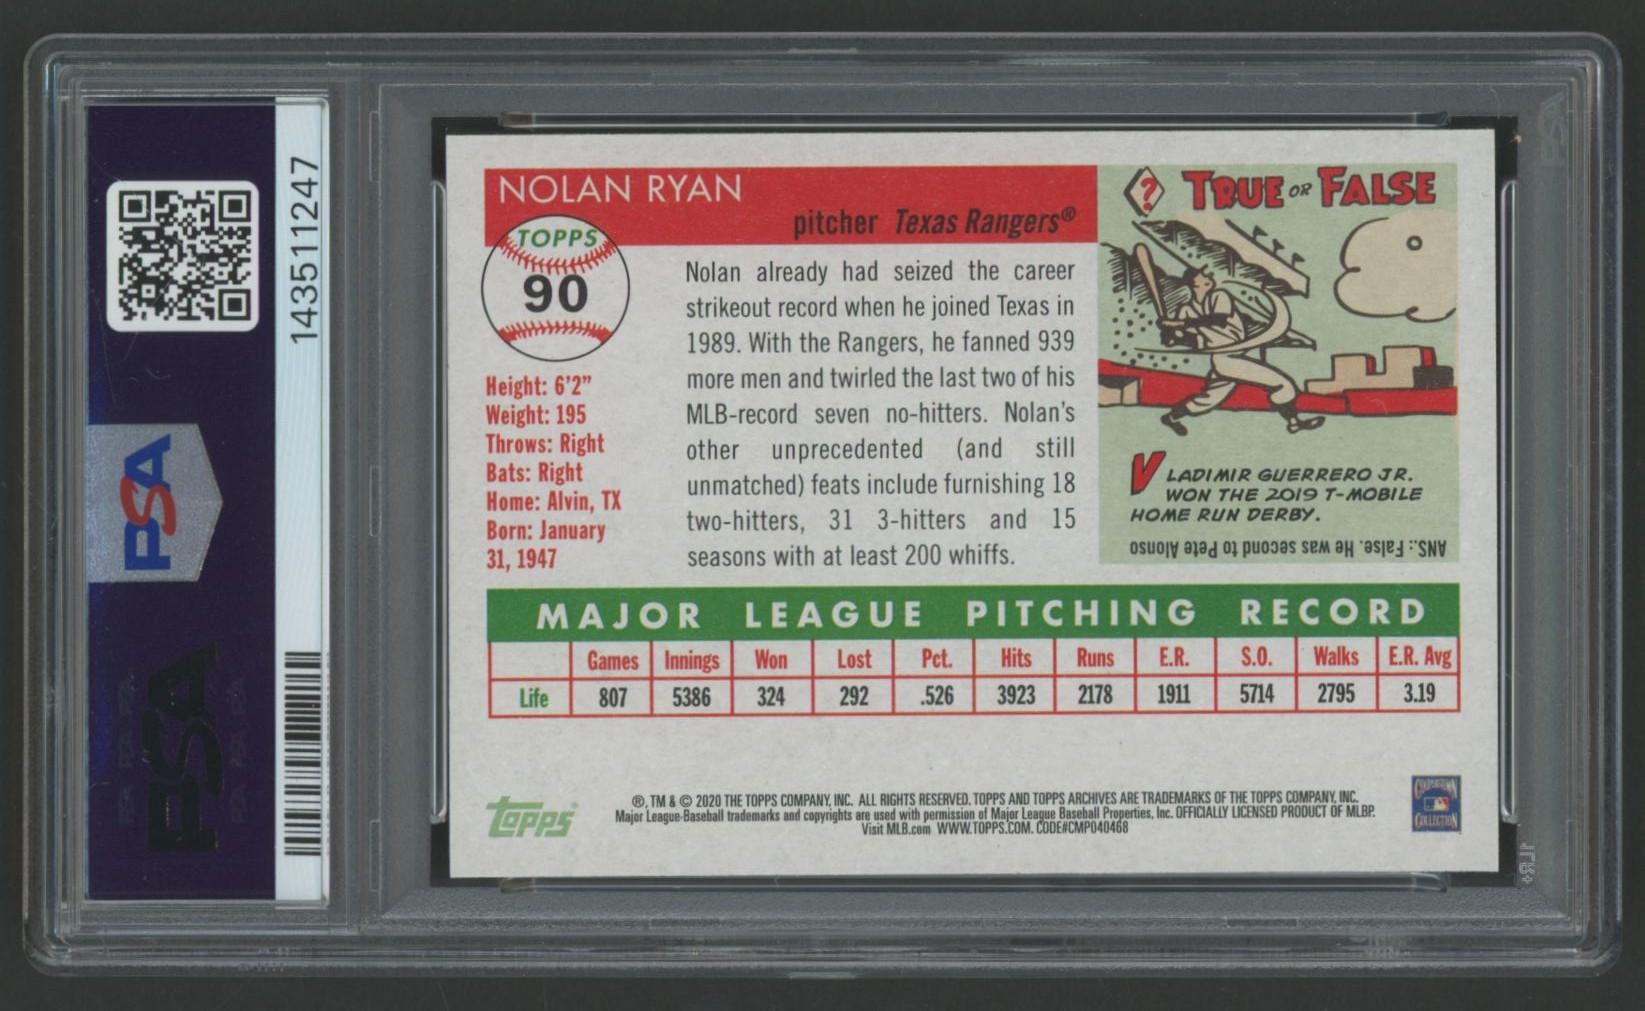 143511247
PSA
PSA
NOLAN RYAN
pitcher Texas Rangers®
TOPPS
90
Height: 6'2"
Weight: 195
Throws: Right
Bats: Right
Home: Alvin, TX
Born: January
31, 1947
Nolan already had seized the career
strikeout record when he joined Texas in
1989. With the Rangers, he fanned 939
more men and twirled the last two of his
MLB-record seven no-hitters. Nolan's
other unprecedented (and still
unmatched) feats include furnishing 18
two-hitters, 31 3-hitters and 15
seasons with at least 200 whiffs.
? TRUE OR FALSE
VLADIMIR GUERRERO JR.
WON THE 2019 T-MOBILE
HOME RUN DERBY.
ANS.: False. He was second to Pete Alonso
MAJOR LEAGUE PITCHING RECORD
Games Innings Won Lost Pct. Hits Runs E.R. S.O. Walks E.R. Avg
Life 807 5386 324 292 .526 3923 2178 1911 5714 2795 3.19
Topps
®, TM & © 2020 THE TOPPS COMPANY, INC. ALL RIGHTS RESERVED. TOPPS AND TOPPS ARCHIVES ARE TRADEMARKS OF THE TOPPS COMPANY, INC.
Major League Baseball trademarks and copyrights are used with permission of Major League Baseball Properties, Inc. OFFICIALLY LICENSED PRODUCT OF MLBP.
Visit MLB.com WWW.TOPPS.COM. CODE#CMP040468
COOPERSTOWN
COLLECTION
PSA